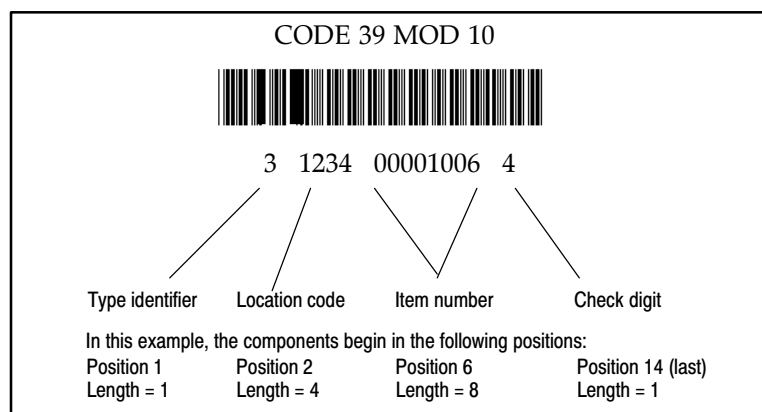 CODE 39 MOD 10
3 1234 00001006 4
Type identifier Location code Item number Check digit
In this example, the components begin in the following positions:
Position 1 Position 2 Position 6 Position 14 (last)
Length = 1 Length = 4 Length = 8 Length = 1